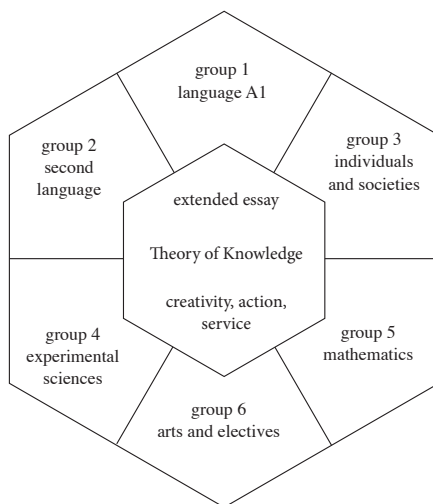 group 1
language A1
group 2
second
language
group 3
individuals
and societies
extended essay
Theory of Knowledge
creativity, action,
service
group 4
experimental
sciences
group 5
mathematics
group 6
arts and electives